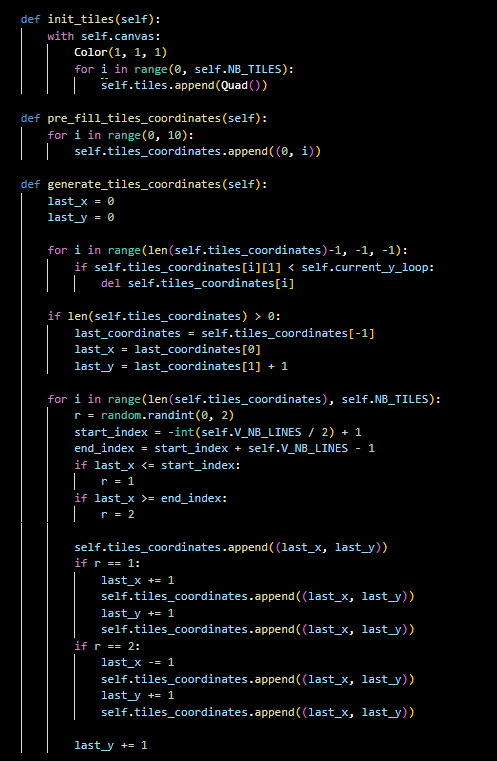 def init_tiles(self):
    with self.canvas:
        Color(1, 1, 1)
        for i in range(0, self.NB_TILES):
            self.tiles.append(Quad())

def pre_fill_tiles_coordinates(self):
    for i in range(0, 10):
        self.tiles_coordinates.append((0, i))

def generate_tiles_coordinates(self):
    last_x = 0
    last_y = 0

    for i in range(len(self.tiles_coordinates)-1, -1, -1):
        if self.tiles_coordinates[i][1] < self.current_y_loop:
            del self.tiles_coordinates[i]

    if len(self.tiles_coordinates) > 0:
        last_coordinates = self.tiles_coordinates[-1]
        last_x = last_coordinates[0]
        last_y = last_coordinates[1] + 1

    for i in range(len(self.tiles_coordinates), self.NB_TILES):
        r = random.randint(0, 2)
        start_index = -int(self.V_NB_LINES / 2) + 1
        end_index = start_index + self.V_NB_LINES - 1
        if last_x <= start_index:
            r = 1
        if last_x >= end_index:
            r = 2

        self.tiles_coordinates.append((last_x, last_y))
        if r == 1:
            last_x += 1
            self.tiles_coordinates.append((last_x, last_y))
            last_y += 1
            self.tiles_coordinates.append((last_x, last_y))
        if r == 2:
            last_x -= 1
            self.tiles_coordinates.append((last_x, last_y))
            last_y += 1
            self.tiles_coordinates.append((last_x, last_y))

        last_y += 1